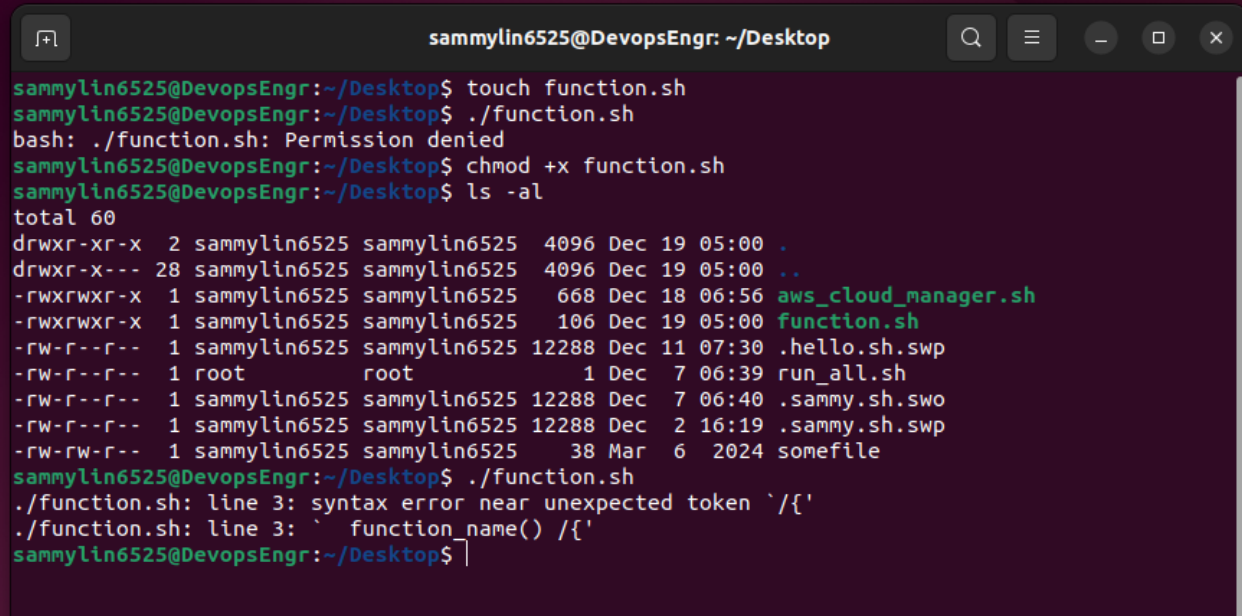 sammylin6525@DevopsEngr: ~/Desktop
sammylin6525@DevopsEngr:~/Desktop$ touch function.sh
sammylin6525@DevopsEngr:~/Desktop$ ./function.sh
bash: ./function.sh: Permission denied
sammylin6525@DevopsEngr:~/Desktop$ chmod +x function.sh
sammylin6525@DevopsEngr:~/Desktop$ ls -al
total 60
drwxr-xr-x  2 sammylin6525 sammylin6525  4096 Dec 19 05:00 .
drwxr-x--- 28 sammylin6525 sammylin6525  4096 Dec 19 05:00 ..
-rwxrwxr-x  1 sammylin6525 sammylin6525   668 Dec 18 06:56 aws_cloud_manager.sh
-rwxrwxr-x  1 sammylin6525 sammylin6525   106 Dec 19 05:00 function.sh
-rw-r--r--  1 sammylin6525 sammylin6525 12288 Dec 11 07:30 .hello.sh.swp
-rw-r--r--  1 root         root             1 Dec  7 06:39 run_all.sh
-rw-r--r--  1 sammylin6525 sammylin6525 12288 Dec  7 06:40 .sammy.sh.swo
-rw-r--r--  1 sammylin6525 sammylin6525 12288 Dec  2 16:19 .sammy.sh.swp
-rw-rw-r--  1 sammylin6525 sammylin6525    38 Mar  6  2024 somefile
sammylin6525@DevopsEngr:~/Desktop$ ./function.sh
./function.sh: line 3: syntax error near unexpected token `/{'
./function.sh: line 3: `  function_name() /{'
sammylin6525@DevopsEngr:~/Desktop$